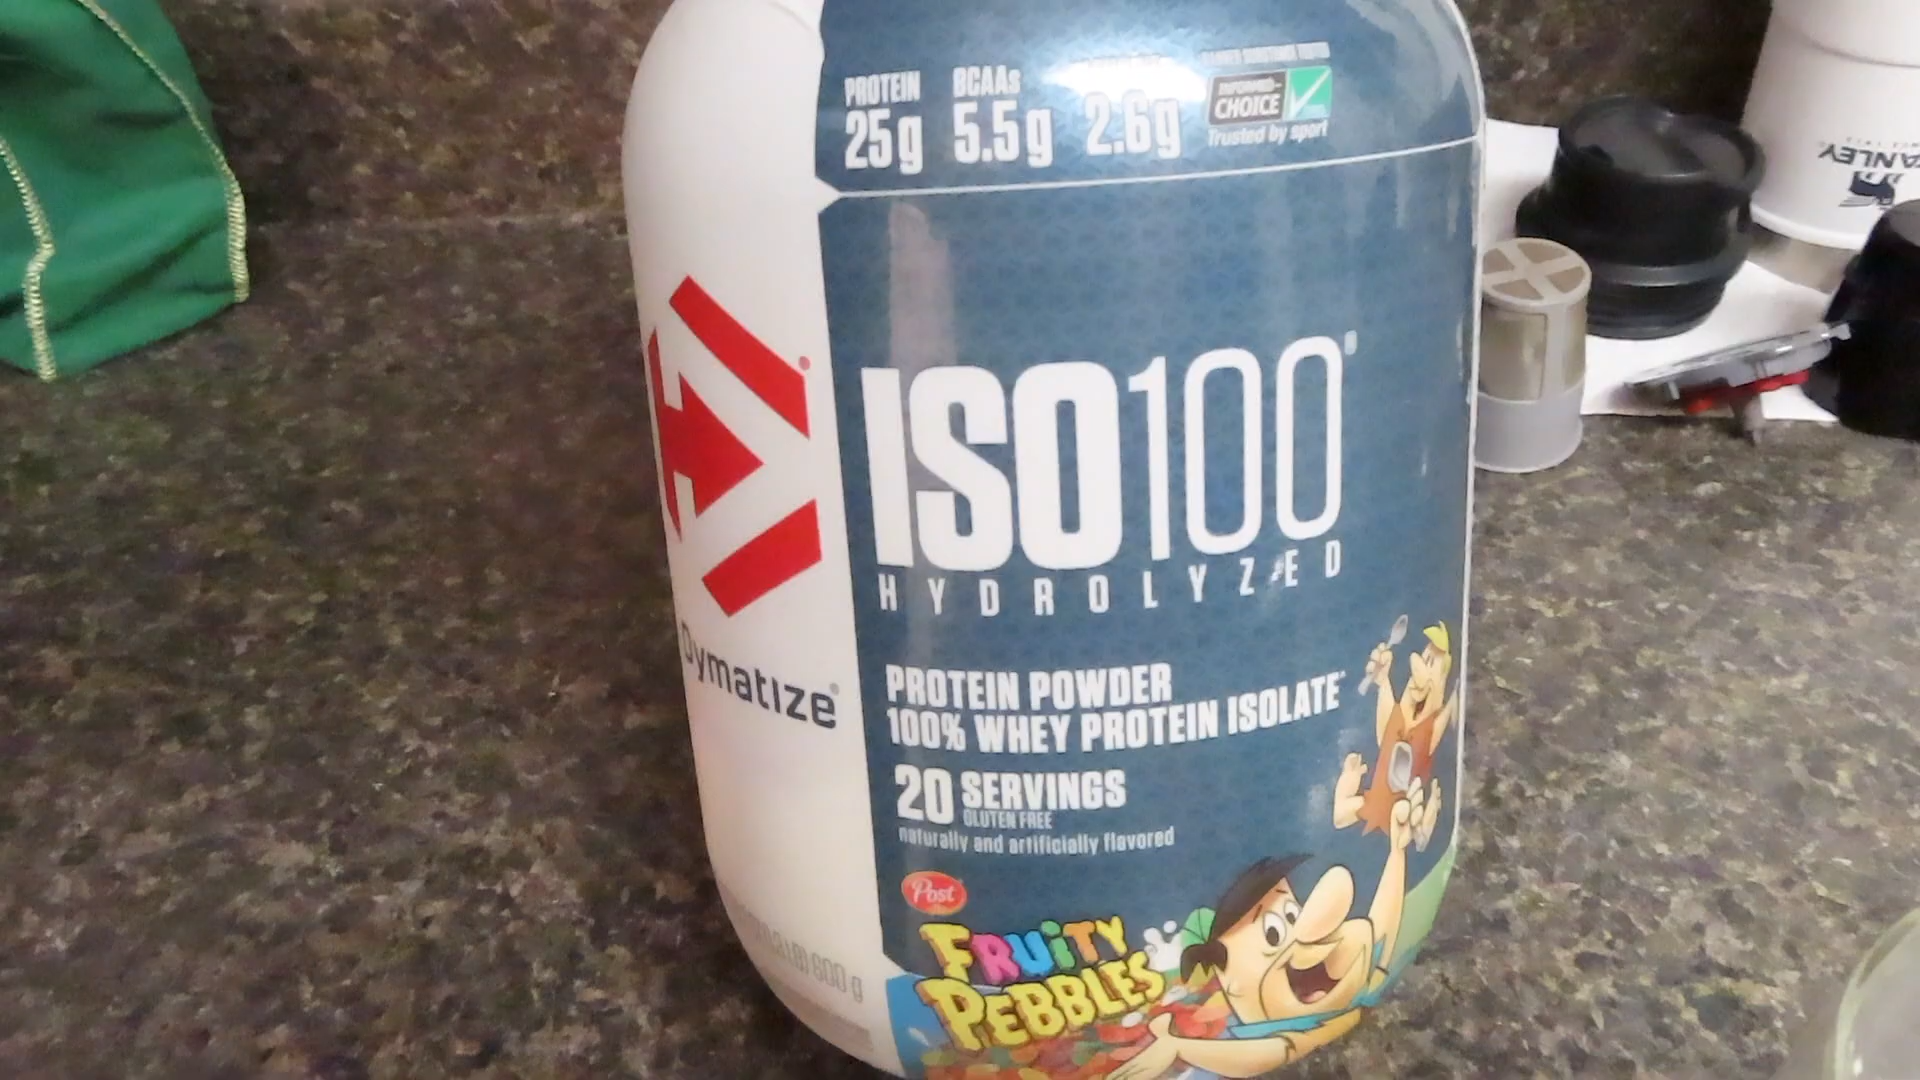 PROTEIN
25g
BCAAs
5.5g
2.6g
INFORMED-
CHOICE
Trusted by sport
ISO100
HYDROLYZED
Dymatize
PROTEIN POWDER
100% WHEY PROTEIN ISOLATE
20 SERVINGS
GLUTEN FREE
naturally and artificially flavored
Post
FRUITY
PEBBLES
600 g